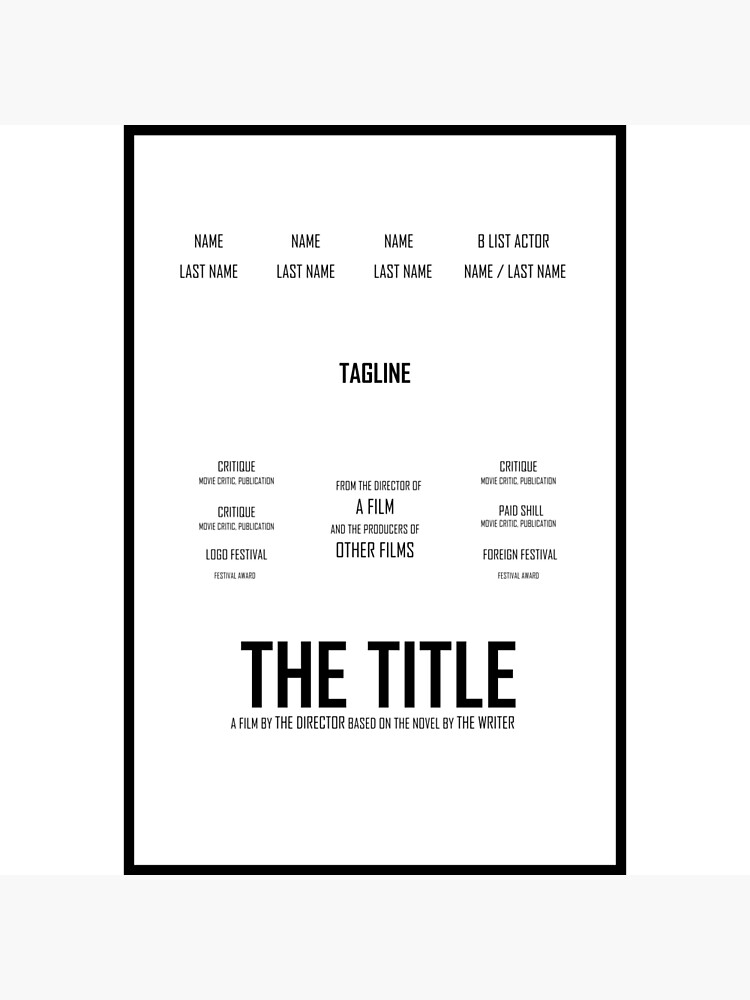 NAME NAME NAME B LIST ACTOR
LAST NAME LAST NAME LAST NAME NAME / LAST NAME
TAGLINE
CRITIQUE
MOVIE CRITIC, PUBLICATION
CRITIQUE
MOVIE CRITIC, PUBLICATION
LOGO FESTIVAL
FESTIVAL AWARD
FROM THE DIRECTOR OF
A FILM
AND THE PRODUCERS OF
OTHER FILMS
CRITIQUE
MOVIE CRITIC, PUBLICATION
PAID SHILL
MOVIE CRITIC, PUBLICATION
FOREIGN FESTIVAL
FESTIVAL AWARD
THE TITLE
A FILM BY THE DIRECTOR BASED ON THE NOVEL BY THE WRITER